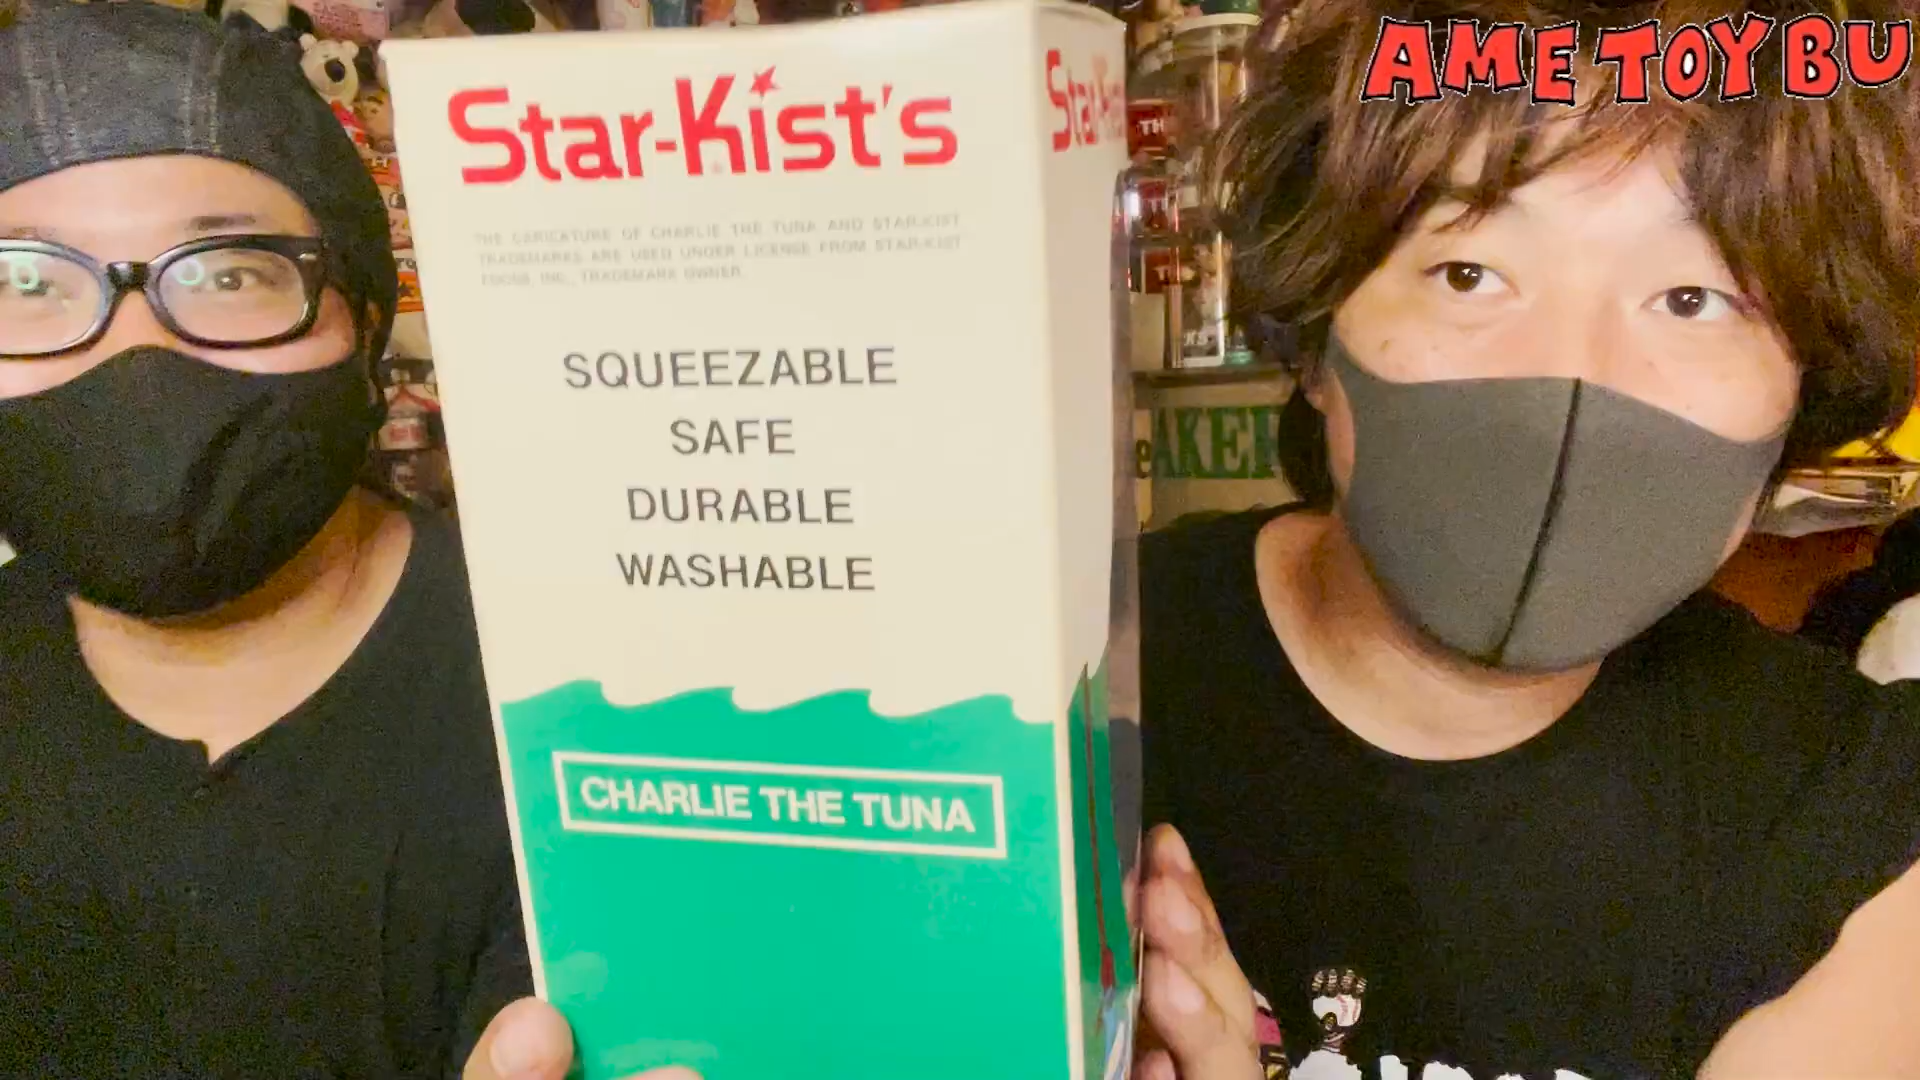 AME TOY BU
Star-Kist's
THE CARICATURE OF CHARLIE THE TUNA AND STAR-KIST
TRADEMARKS ARE USED UNDER LICENSE FROM STAR-KIST
FOODS, INC., TRADEMARK OWNER.
SQUEEZABLE
SAFE
DURABLE
WASHABLE
CHARLIE THE TUNA